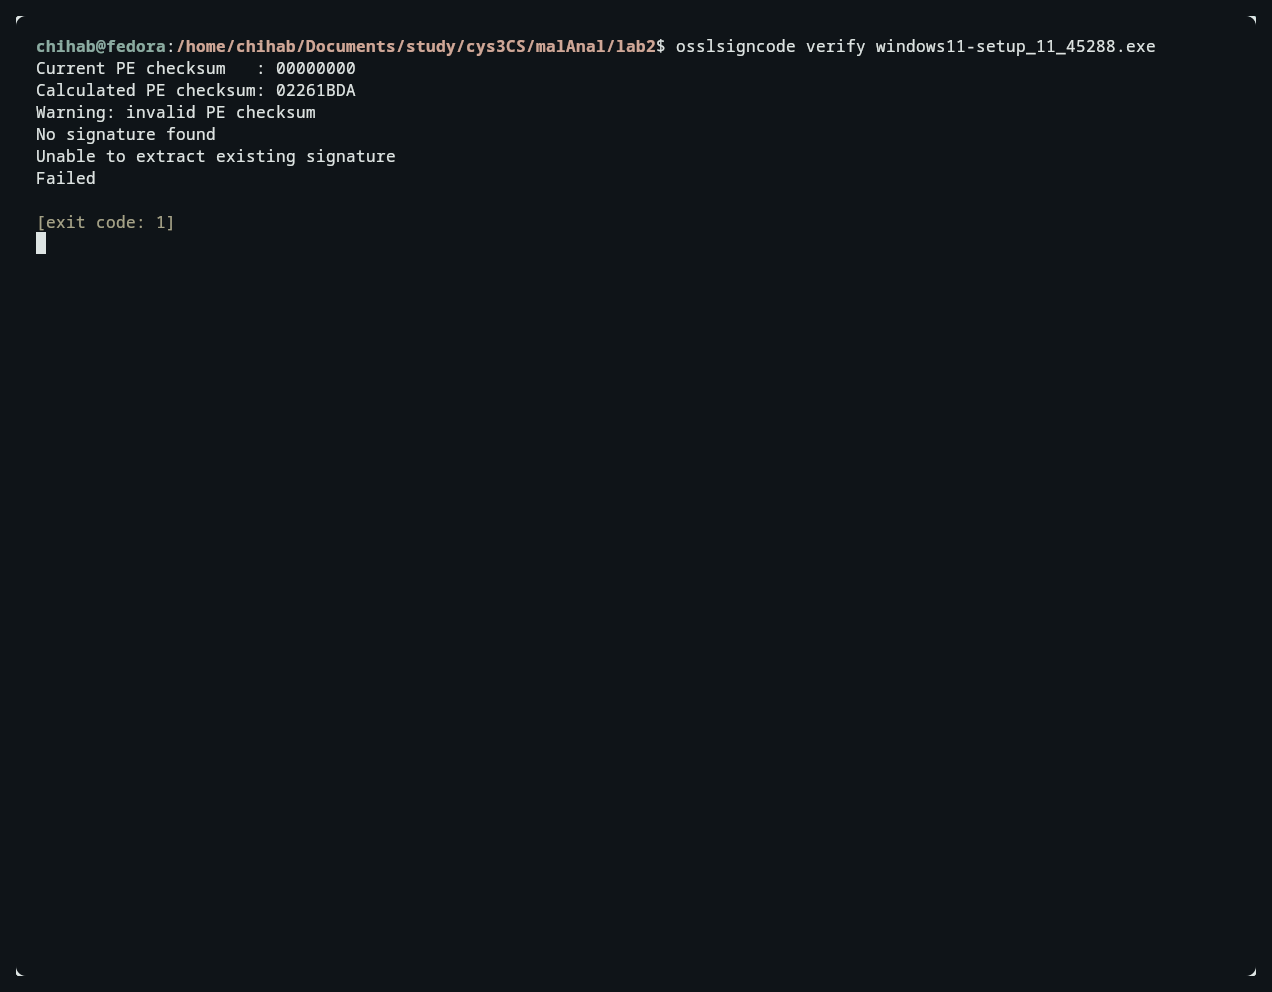 chihab@fedora:/home/chihab/Documents/study/cys3CS/malAnal/lab2$ osslsigncode verify windows11-setup_11_45288.exe
Current PE checksum   : 00000000
Calculated PE checksum: 02261BDA
Warning: invalid PE checksum
No signature found
Unable to extract existing signature
Failed
[exit code: 1]